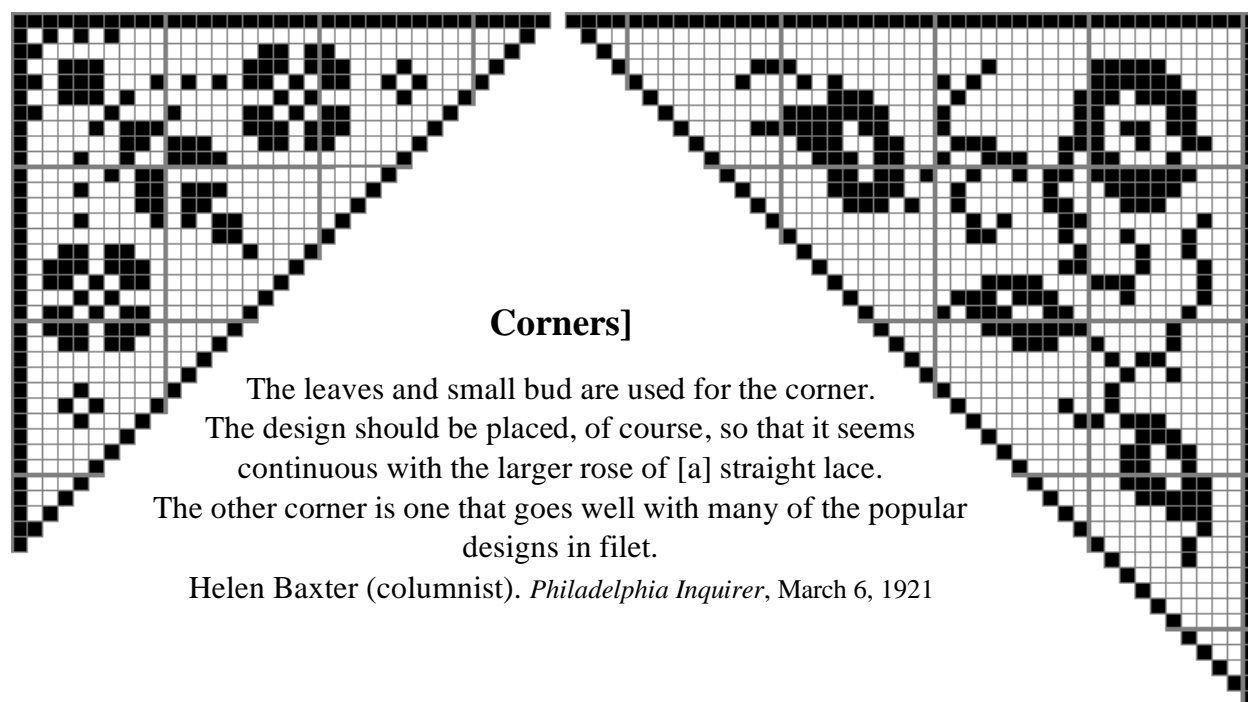 Corners]
The leaves and small bud are used for the corner.
The design should be placed, of course, so that it seems
continuous with the larger rose of [a] straight lace.
The other corner is one that goes well with many of the popular
designs in filet.
Helen Baxter (columnist). Philadelphia Inquirer, March 6, 1921